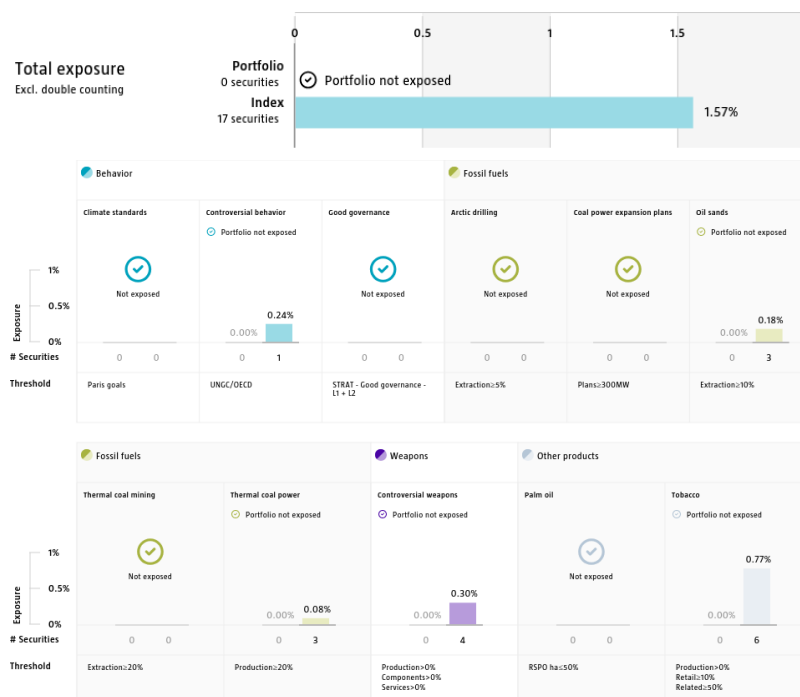 0 0.5 1 1.5
Total exposure
Excl. double counting
Portfolio
0 securities
Portfolio not exposed
Index
17 securities
1.57%
Behavior
Fossil fuels
Climate standards
Controversial behavior
Good governance
Arctic drilling
Coal power expansion plans
Oil sands
Portfolio not exposed
Portfolio not exposed
Not exposed
Not exposed
Not exposed
Not exposed
Exposure
1%
0.5%
0%
0.00% 0.24%
0.00% 0.18%
# Securities
0 0
0 1
0 0
0 0
0 0
0 3
Threshold
Paris goals
UNGC/OECD
STRAT - Good governance -
L1 + L2
Extraction≥5%
Plans≥300MW
Extraction≥10%
Fossil fuels
Weapons
Other products
Thermal coal mining
Thermal coal power
Controversial weapons
Palm oil
Tobacco
Portfolio not exposed
Portfolio not exposed
Portfolio not exposed
Not exposed
Not exposed
Exposure
1%
0.5%
0%
0.00% 0.08%
0.00% 0.30%
0.00% 0.77%
# Securities
0 0
0 3
0 4
0 0
0 6
Threshold
Extraction≥20%
Production≥20%
Production>0%
Components>0%
Services>0%
RSPO ha≤50%
Production>0%
Retail≥10%
Related≥50%